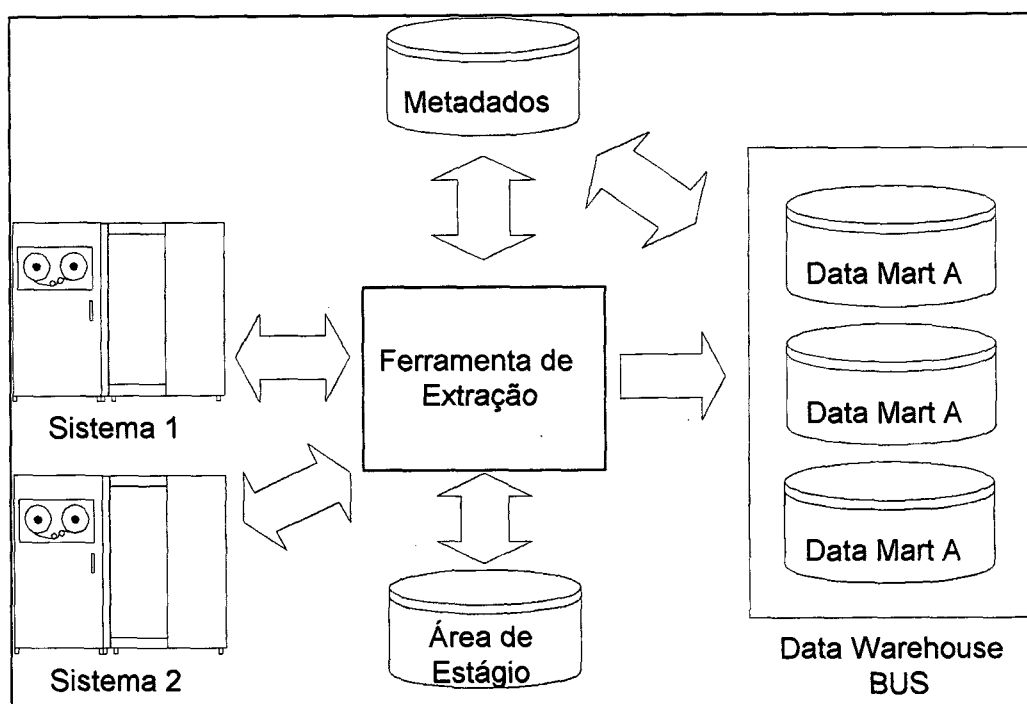 Metadados
Data Mart A
Ferramenta de
Extração
Data Mart A
Sistema 1
Data Mart A
Área de
Estágio
Sistema 2
Data Warehouse
BUS